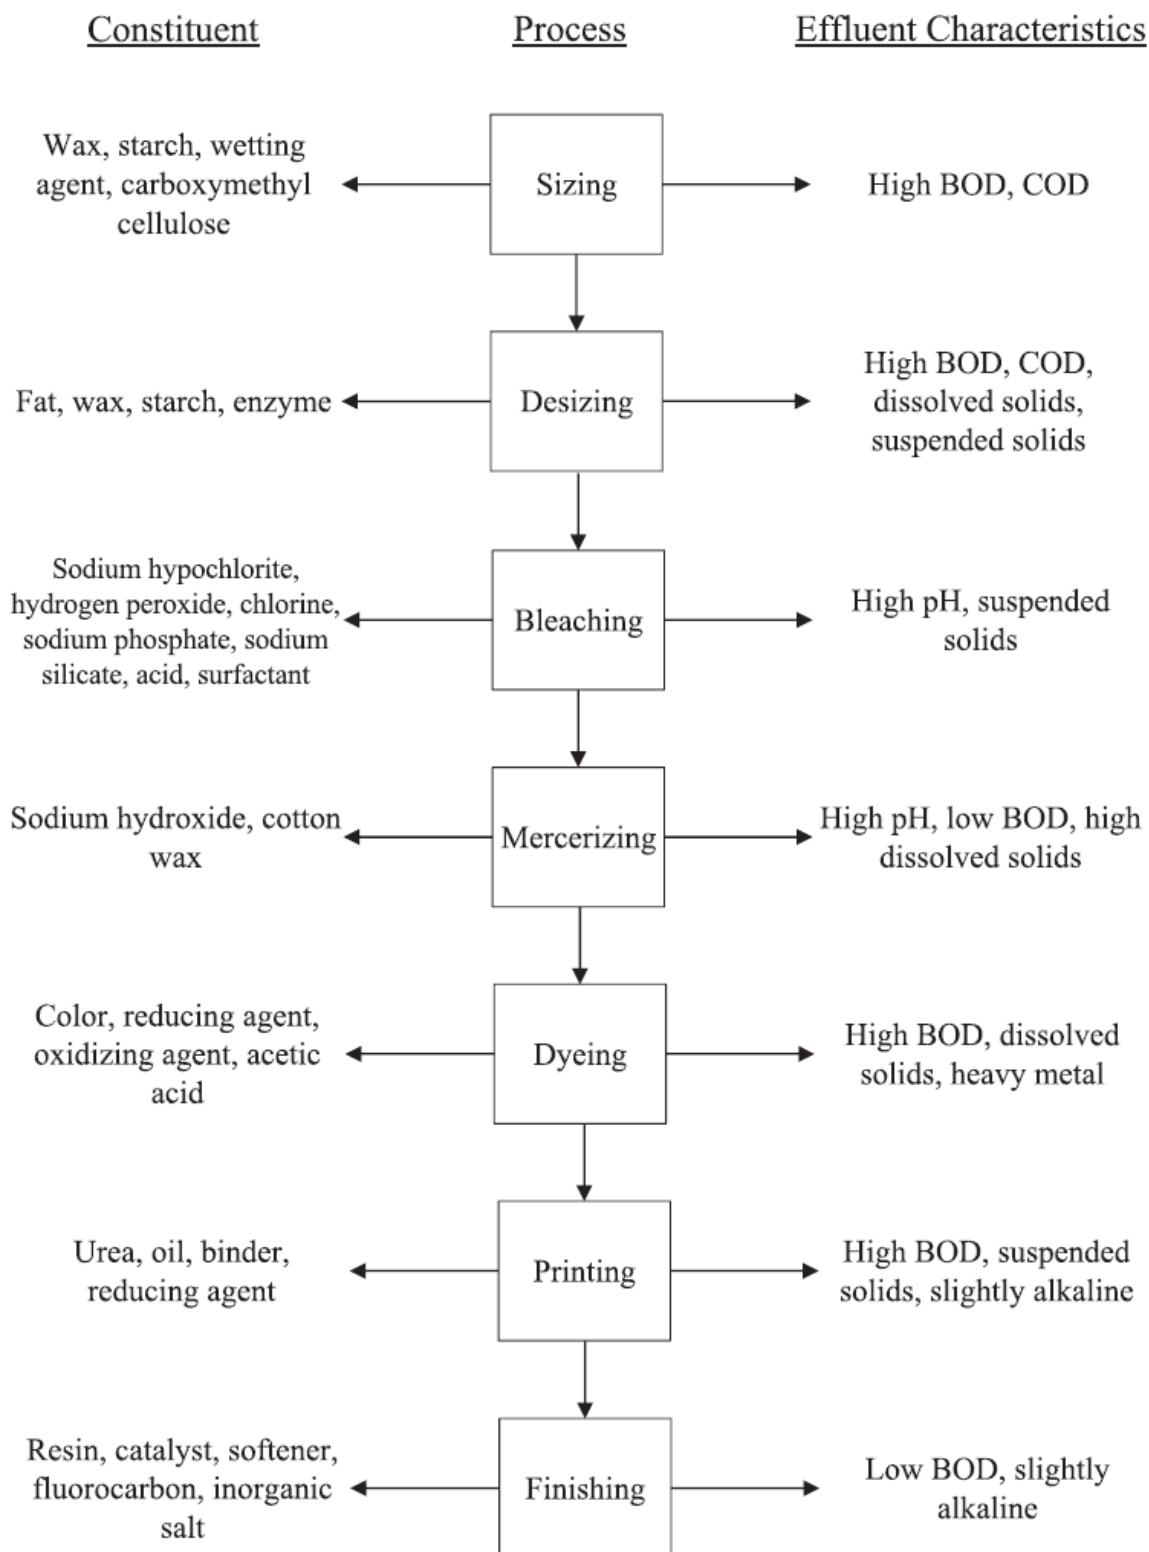 Constituent
Process
Effluent Characteristics
Wax, starch, wetting
agent, carboxymethyl
cellulose
Sizing
High BOD, COD
Fat, wax, starch, enzyme
Desizing
High BOD, COD,
dissolved solids,
suspended solids
Sodium hypochlorite,
hydrogen peroxide, chlorine,
sodium phosphate, sodium
silicate, acid, surfactant
Bleaching
High pH, suspended
solids
Sodium hydroxide, cotton
wax
Mercerizing
High pH, low BOD, high
dissolved solids
Color, reducing agent,
oxidizing agent, acetic
acid
Dyeing
High BOD, dissolved
solids, heavy metal
Urea, oil, binder,
reducing agent
Printing
High BOD, suspended
solids, slightly alkaline
Resin, catalyst, softener,
fluorocarbon, inorganic
salt
Finishing
Low BOD, slightly
alkaline